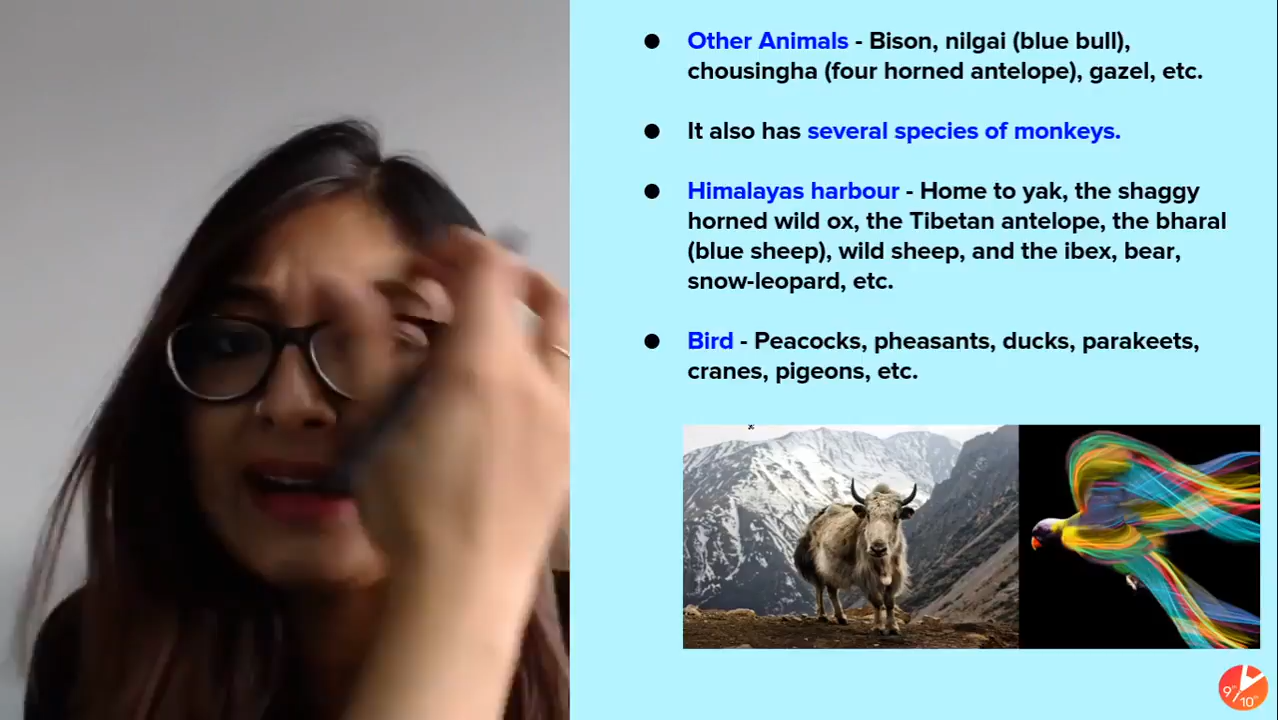 ● Other Animals - Bison, nilgai (blue bull),
chousingha (four horned antelope), gazel, etc.
● It also has several species of monkeys.
● Himalayas harbour - Home to yak, the shaggy
horned wild ox, the Tibetan antelope, the bharal
(blue sheep), wild sheep, and the ibex, bear,
snow-leopard, etc.
● Bird - Peacocks, pheasants, ducks, parakeets,
cranes, pigeons, etc.
9th/10th